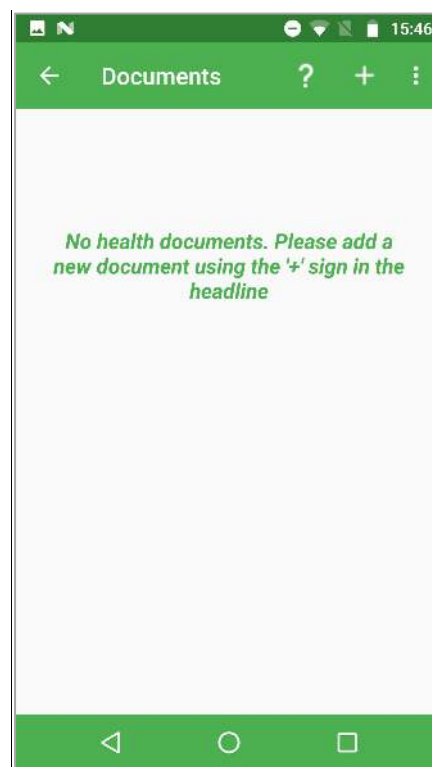 15:46
Documents ?
No health documents. Please add a
new document using the '+' sign in the
headline